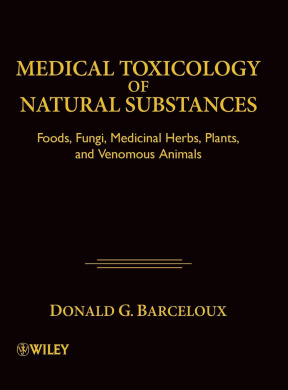 MEDICAL TOXICOLOGY
OF
NATURAL SUBSTANCES
Foods, Fungi, Medicinal Herbs, Plants,
and Venomous Animals
DONALD G. BARCELOUX
WILEY